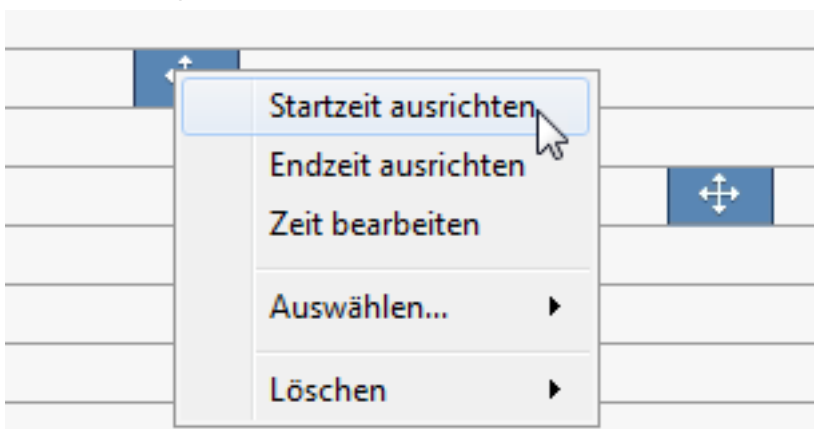 Startzeit ausrichten
Endzeit ausrichten
Zeit bearbeiten
Auswählen...
Löschen